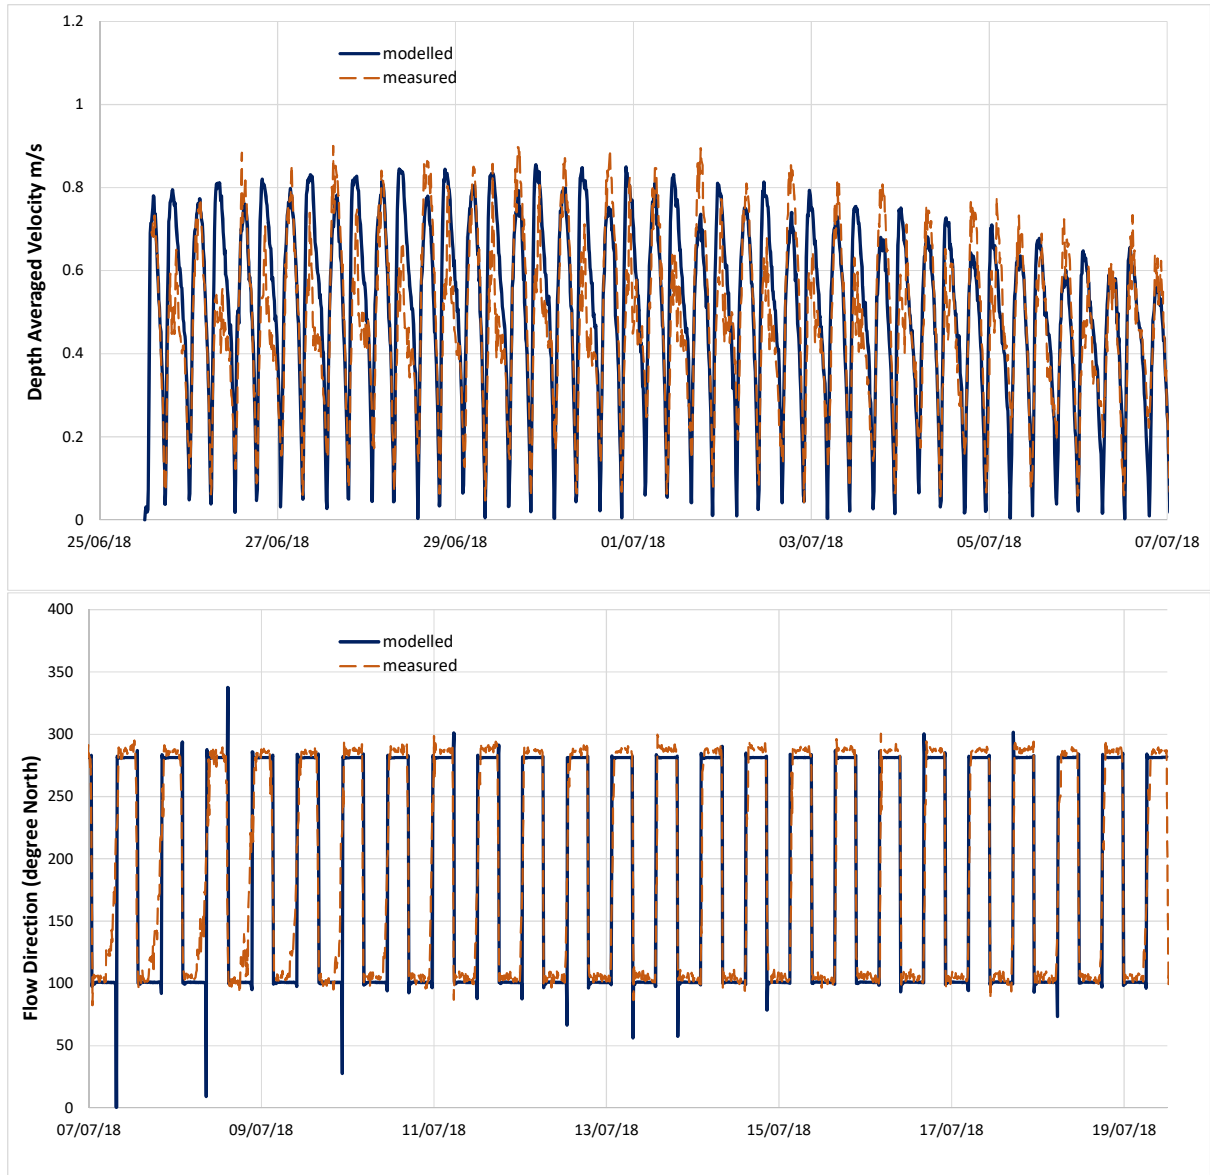 1.2
modelled
measured
1
0.8
0.6
0.4
0.2
0
Depth Averaged Velocity m/s
25/06/18 27/06/18 29/06/18 01/07/18 03/07/18 05/07/18 07/07/18
400
modelled
measured
350
300
250
200
150
100
50
0
Flow Direction (degree North)
07/07/18 09/07/18 11/07/18 13/07/18 15/07/18 17/07/18 19/07/18